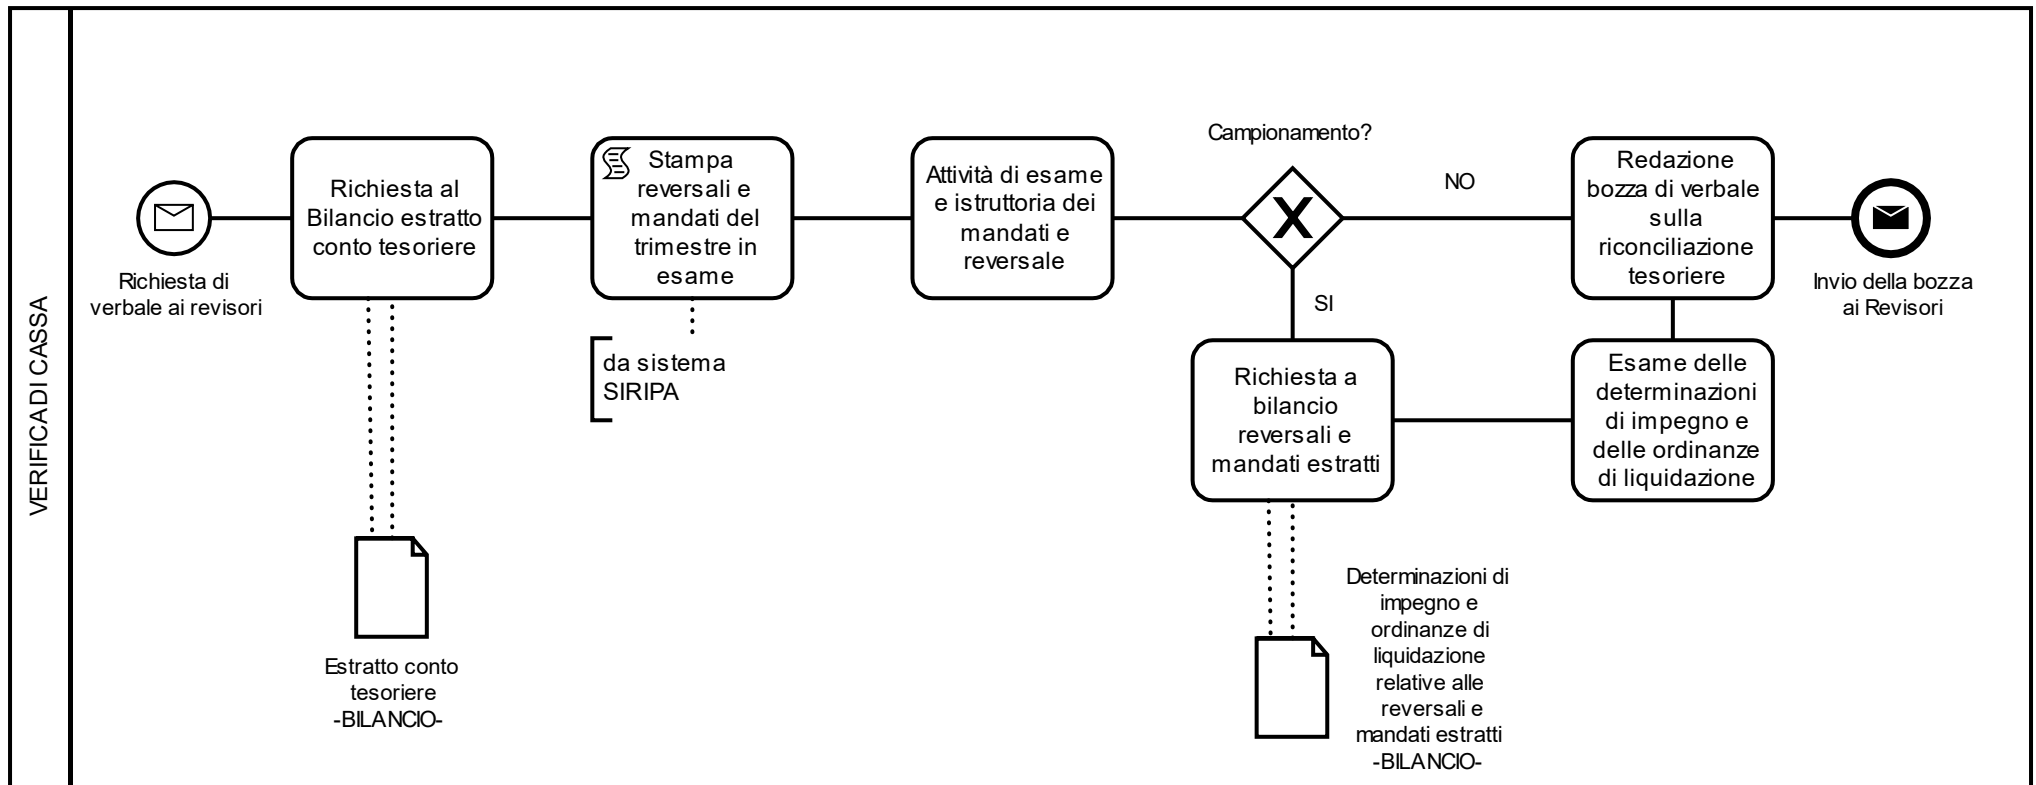 VERIFICA DI CASSA
Richiesta di
verbale ai revisori
Richiesta al
Bilancio estratto
conto tesoriere
Estratto conto
tesoriere
-BILANCIO-
Stampa
reversali e
mandati del
trimestre in
esame
da sistema
SIRIPA
Attività di esame
e istruttoria dei
mandati e
reversale
Campionamento?
X
NO
SI
Richiesta a
bilancio
reversali e
mandati estratti
Determinazioni di
impegno e
ordinanze di
liquidazione
relative alle
reversali e
mandati estratti
-BILANCIO-
Esame delle
determinazioni
di impegno e
delle ordinanze
di liquidazione
Redazione
bozza di verbale
sulla
riconciliazione
tesoriere
Invio della bozza
ai Revisori